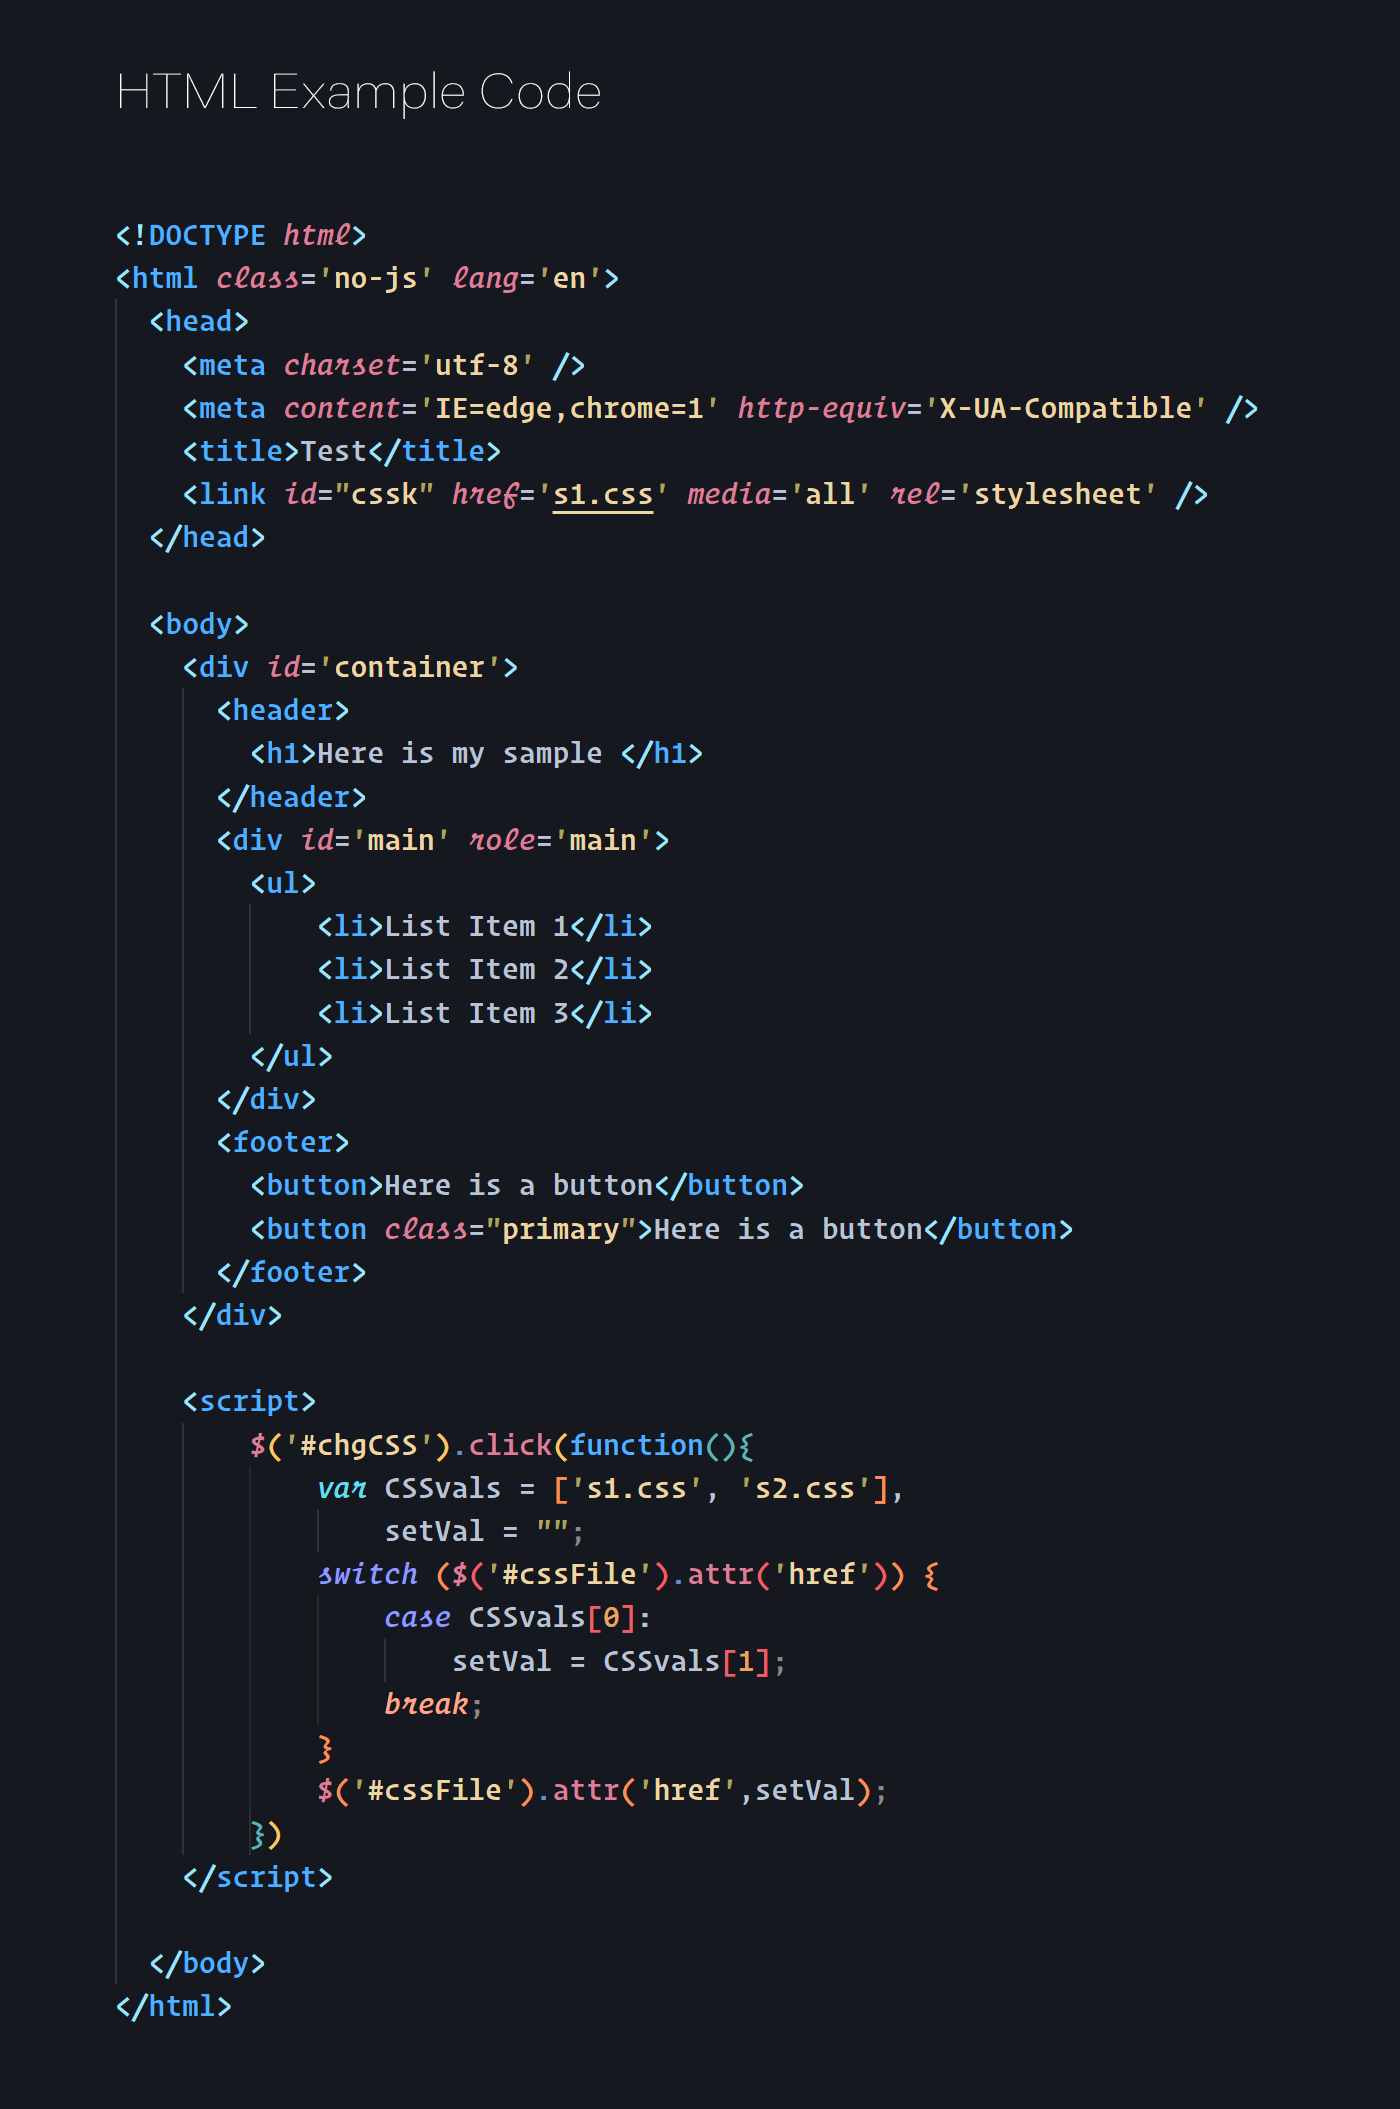 HTML Example Code
<!DOCTYPE html>
<html class='no-js' lang='en'>
  <head>
    <meta charset='utf-8' />
    <meta content='IE=edge,chrome=1' http-equiv='X-UA-Compatible' />
    <title>Test</title>
    <link id="cssk" href='s1.css' media='all' rel='stylesheet' />
  </head>

  <body>
    <div id='container'>
      <header>
        <h1>Here is my sample </h1>
      </header>
      <div id='main' role='main'>
        <ul>
            <li>List Item 1</li>
            <li>List Item 2</li>
            <li>List Item 3</li>
        </ul>
      </div>
      <footer>
        <button>Here is a button</button>
        <button class="primary">Here is a button</button>
      </footer>
    </div>

    <script>
        $('#chgCSS').click(function(){
            var CSSvals = ['s1.css', 's2.css'],
                setVal = "";
            switch ($('#cssFile').attr('href')) {
                case CSSvals[0]:
                    setVal = CSSvals[1];
                break;
            }
            $('#cssFile').attr('href',setVal);
        })
    </script>

  </body>
</html>